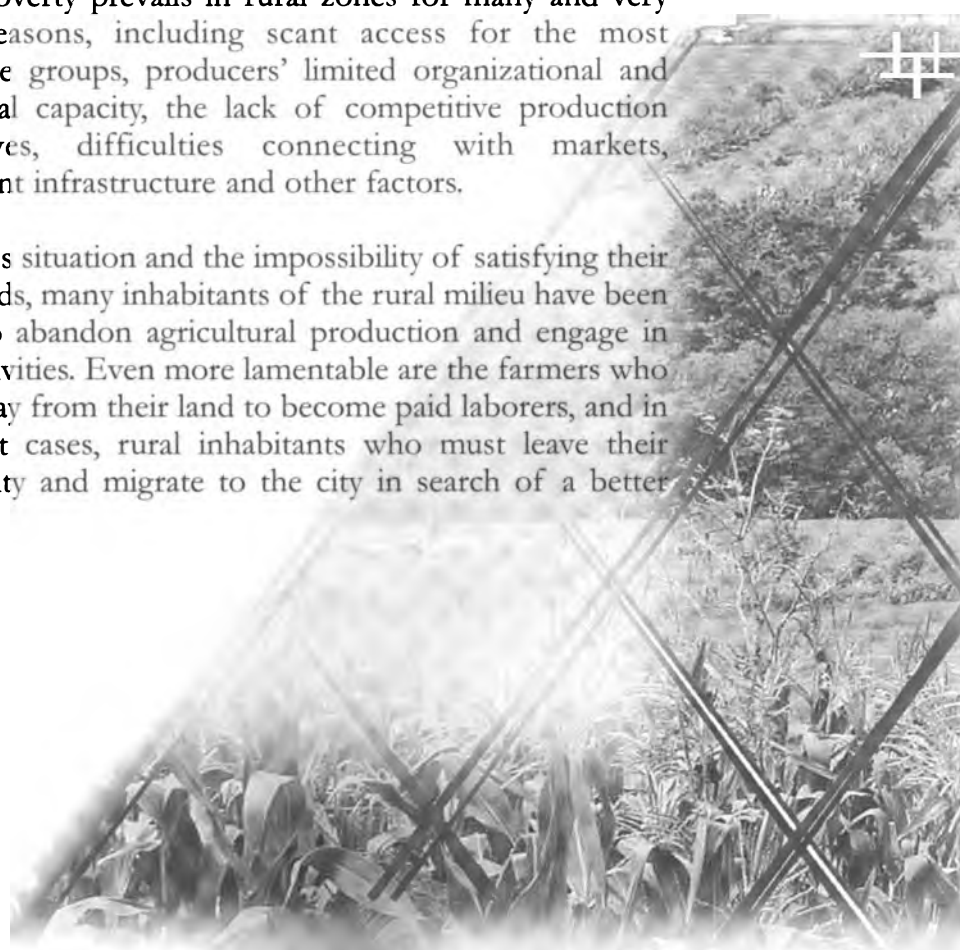 overty prevails in rural zones for many and very
easons, including scant access for the most
e groups, producers’ limited organizational and
al capacity, the lack of competitive production
es, difficulties connecting with markets,
nt infrastructure and other factors.
s situation and the impossibility of satisfying their
ds, many inhabitants of the rural milieu have been
abandon agricultural production and engage in
vities. Even more lamentable are the farmers who
ay from their land to become paid laborers, and in
t cases, rural inhabitants who must leave their
ty and migrate to the city in search of a better